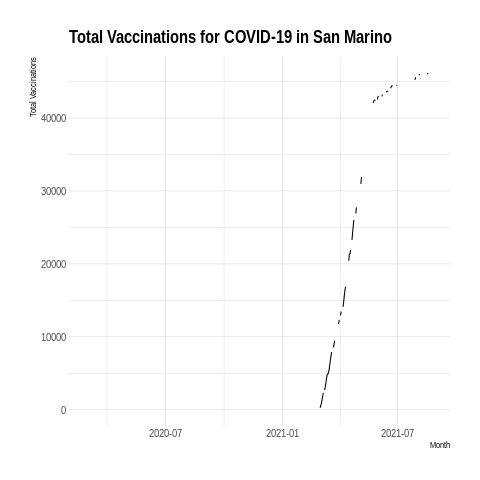 Total Vaccinations for COVID-19 in San Marino
Total Vaccinations
40000
30000
20000
10000
0
2020-07 2021-01 2021-07
Month